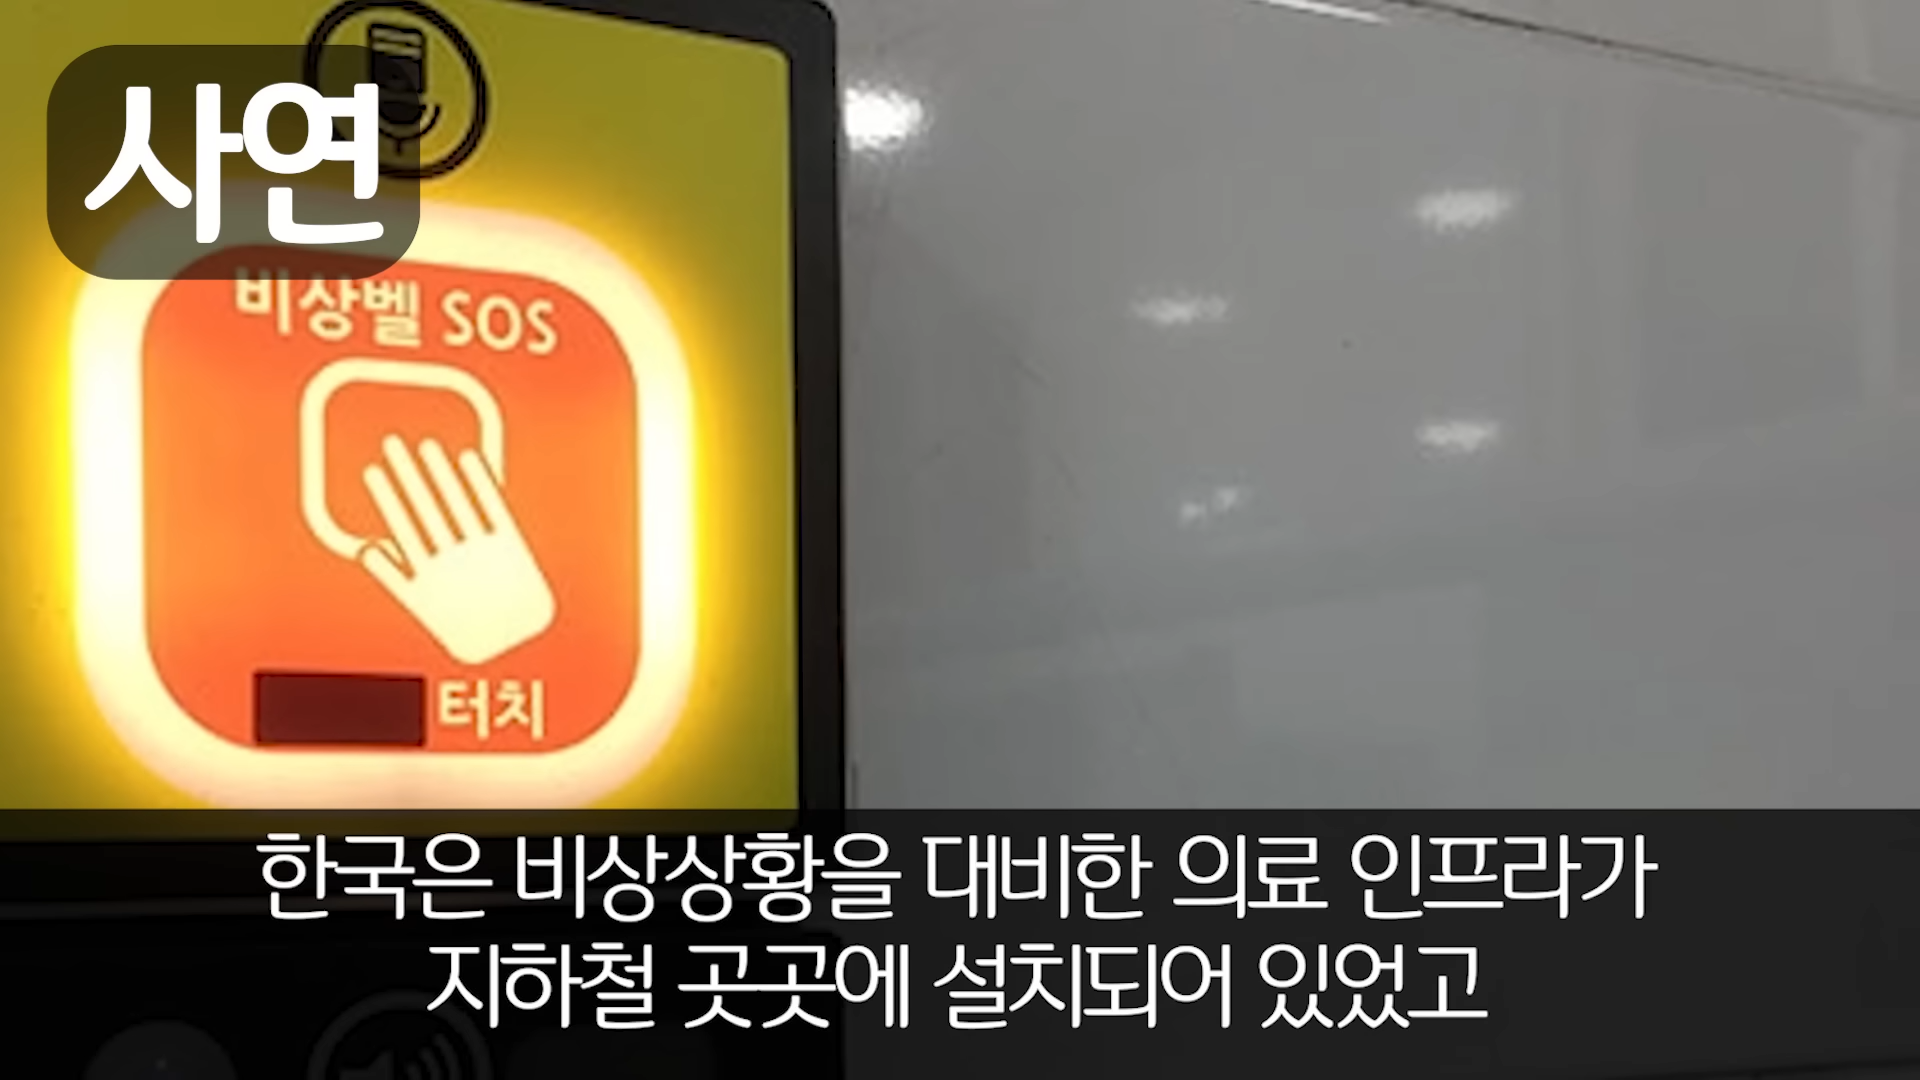 사연
비상벨 SOS
터치
한국은 비상상황을 대비한 의료 인프라가
지하철 곳곳에 설치되어 있었고